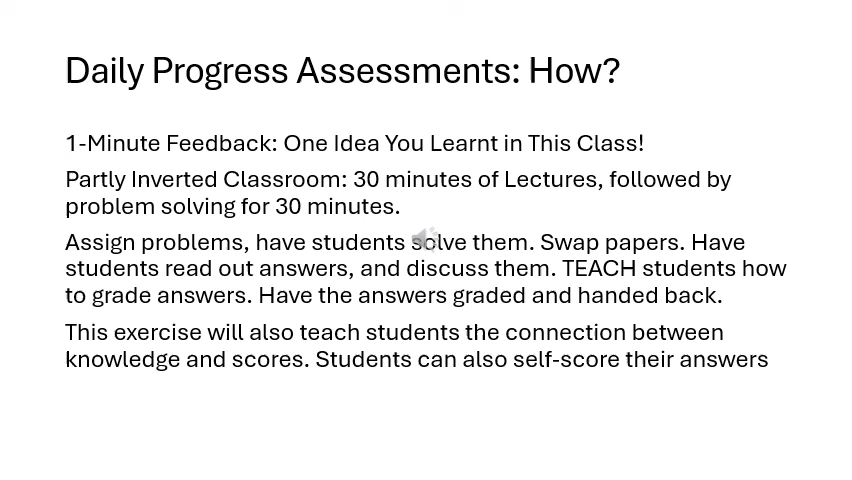 Daily Progress Assessments: How?
1-Minute Feedback: One Idea You Learnt in This Class!
Partly Inverted Classroom: 30 minutes of Lectures, followed by
problem solving for 30 minutes.
Assign problems, have students solve them. Swap papers. Have
students read out answers, and discuss them. TEACH students how
to grade answers. Have the answers graded and handed back.
This exercise will also teach students the connection between
knowledge and scores. Students can also self-score their answers